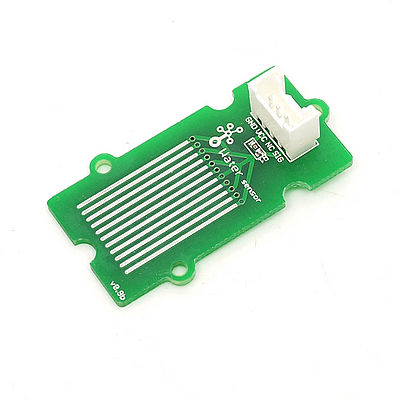 GND VCC NC SIG
Water
sensor
v0.9b